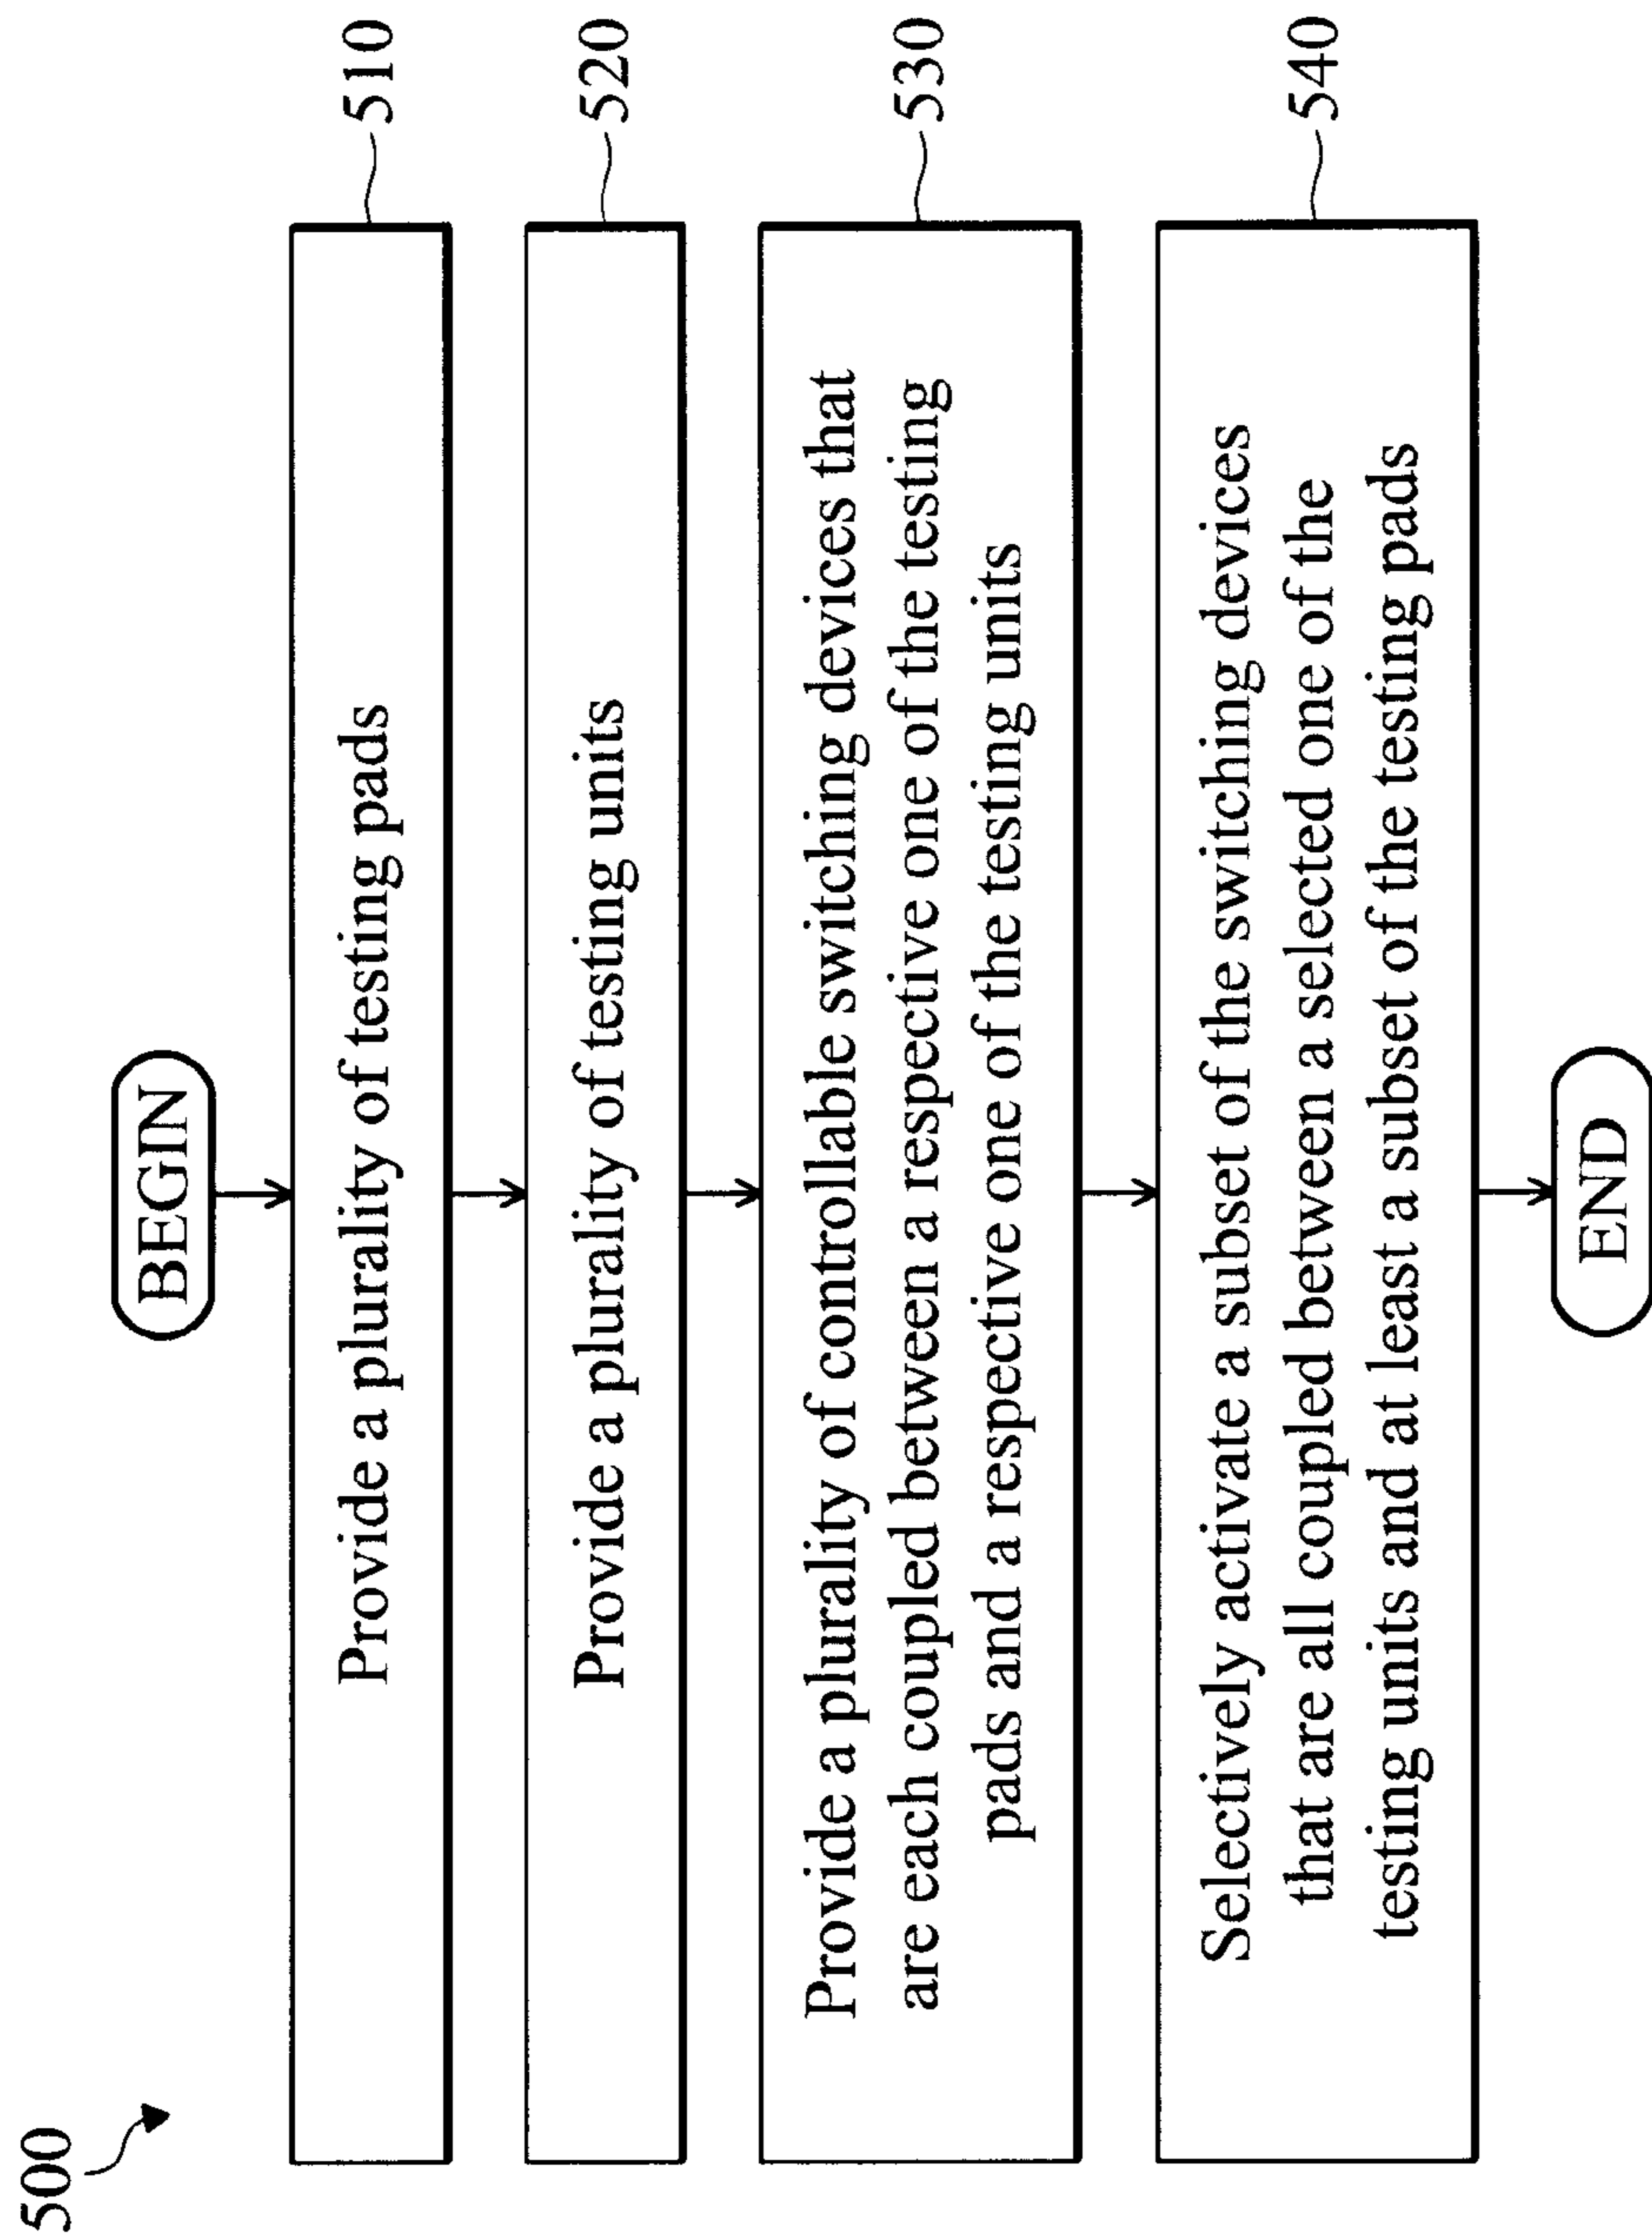 500
BEGIN
Provide a plurality of testing pads
510
Provide a plurality of testing units
520
Provide a plurality of controllable switching devices that
are each coupled between a respective one of the testing
pads and a respective one of the testing units
530
Selectively activate a subset of the switching devices
that are all coupled between a selected one of the
testing units and at least a subset of the testing pads
540
END